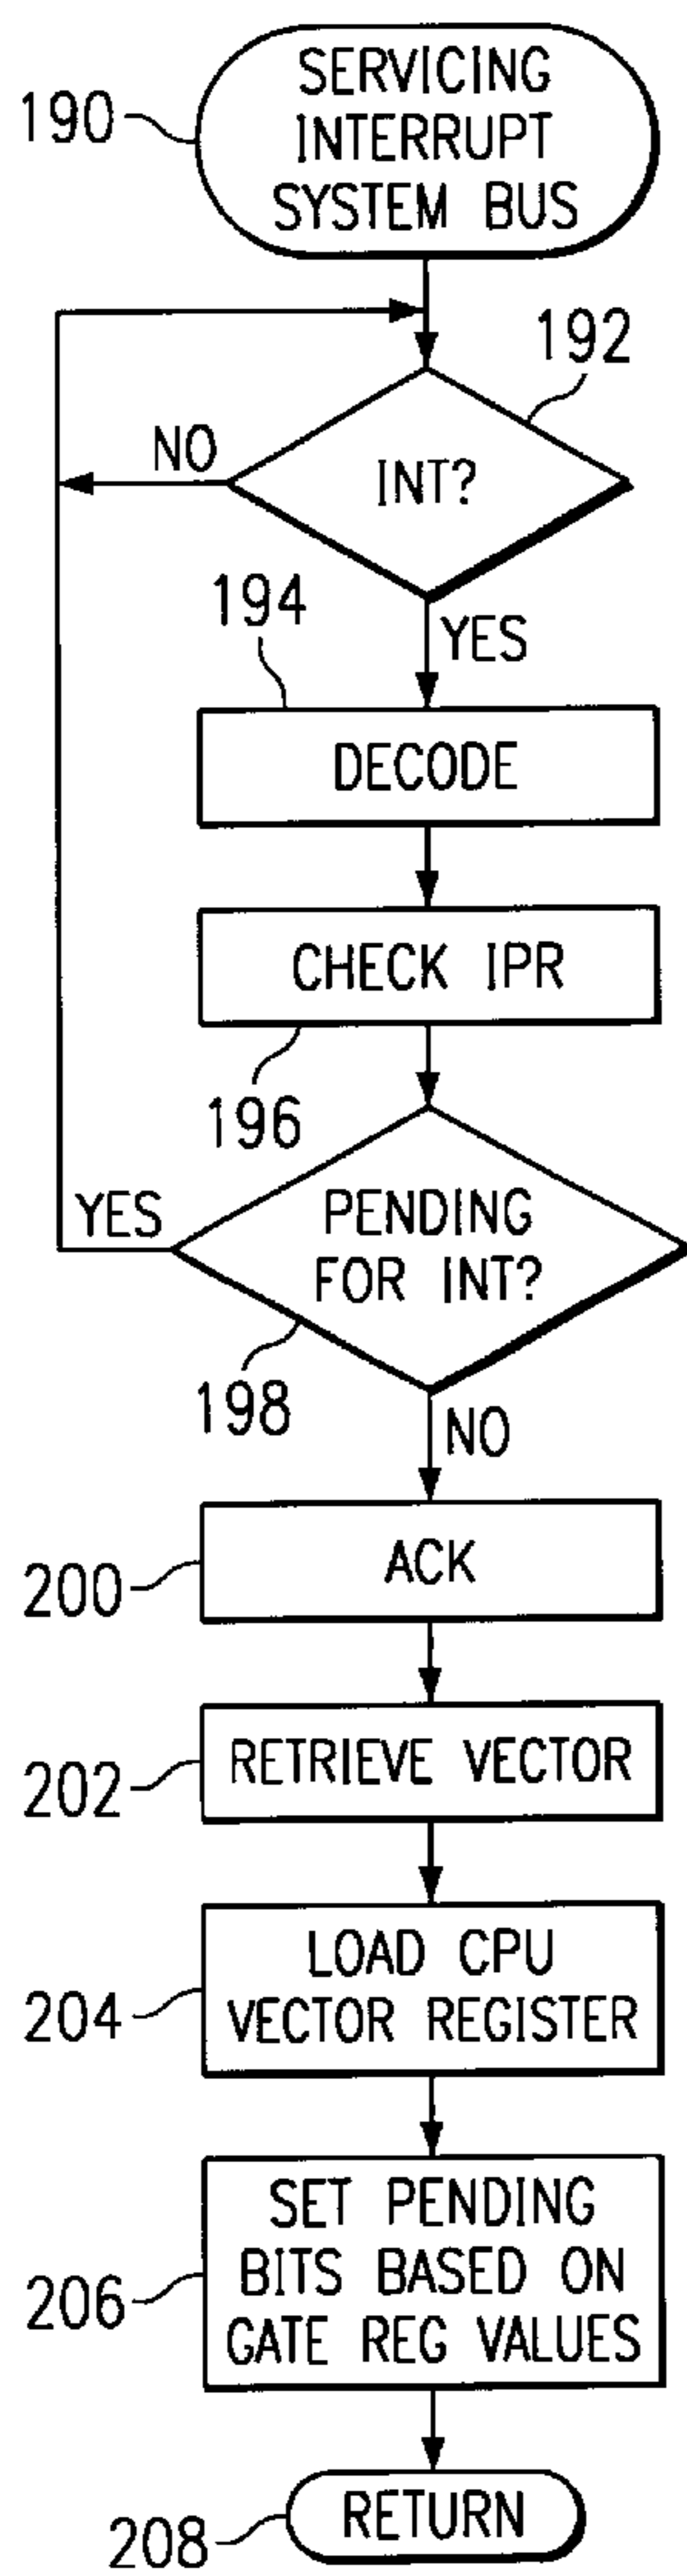 190
SERVICING
INTERRUPT
SYSTEM BUS
192
NO
INT?
194
YES
DECODE
CHECK IPR
196
YES
PENDING
FOR INT?
198
NO
200
ACK
202
RETRIEVE VECTOR
204
LOAD CPU
VECTOR REGISTER
206
SET PENDING
BITS BASED ON
GATE REG VALUES
208
RETURN